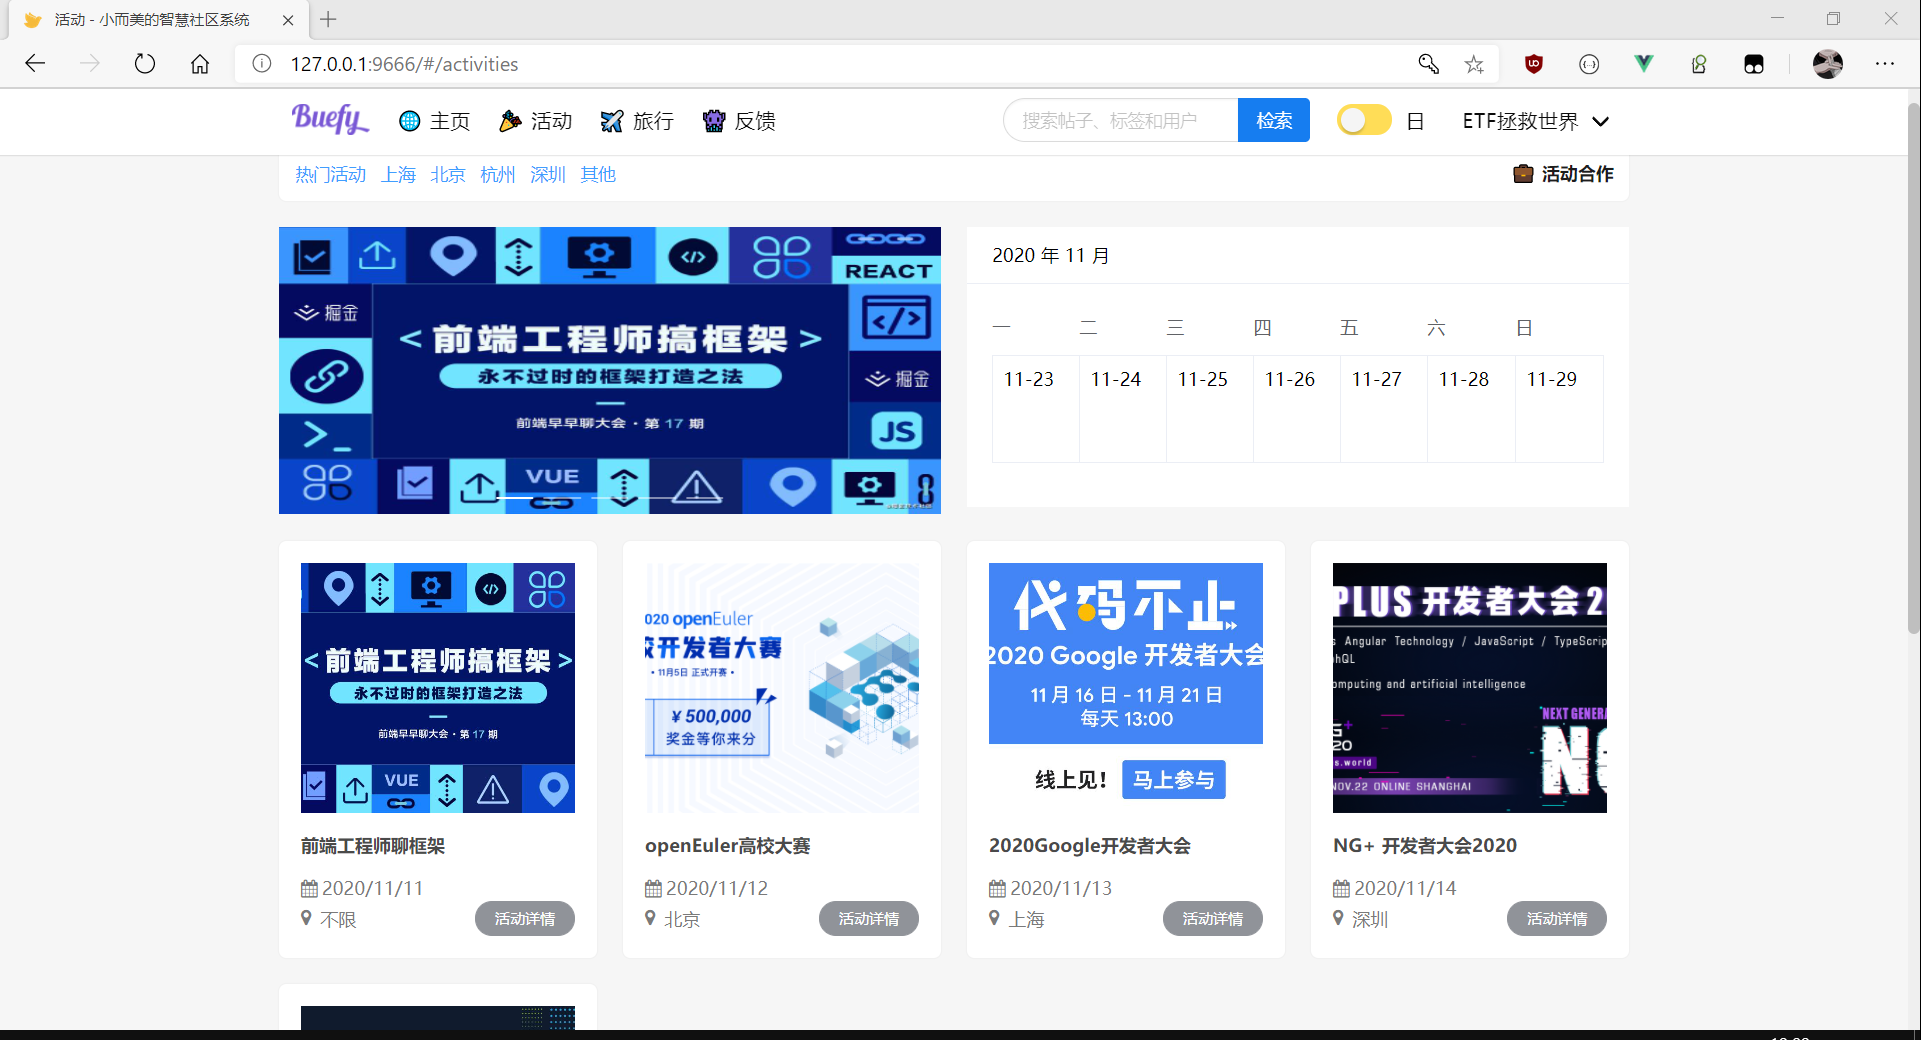 活动 - 小而美的智慧社区系统
127.0.0.1:9666/#/activities
Buefy
主页
活动
旅行
反馈
搜索帖子、标签和用户
检索
日
ETF拯救世界
热门活动 上海 北京 杭州 深圳 其他
活动合作
REACT
掘金
< 前端工程师搞框架 >
永不过时的框架打造之法
掘金
前端早早聊大会 · 第 17 期
JS
VUE
2020 年 11 月
一 二 三 四 五 六 日
11-23 11-24 11-25 11-26 11-27 11-28 11-29
< 前端工程师搞框架 >
永不过时的框架打造之法
前端早早聊大会 · 第 17 期
VUE
前端工程师聊框架
2020/11/11
不限
活动详情
020 openEuler
校开发者大赛
• 11月5日 正式开赛 •
¥ 500,000
奖金等你来分
openEuler高校大赛
2020/11/12
北京
活动详情
代码不止
2020 Google 开发者大会
11 月 16 日 - 11 月 21 日
每天 13:00
线上见！ 马上参与
2020Google开发者大会
2020/11/13
上海
活动详情
PLUS 开发者大会 2
s Angular Technology / JavaScript / TypeScrip
hQL
omputing and artificial intelligence
NEXT GENERA
G+
20
s.world
NOV.22 ONLINE SHANGHAI
NG+ 开发者大会2020
2020/11/14
深圳
活动详情